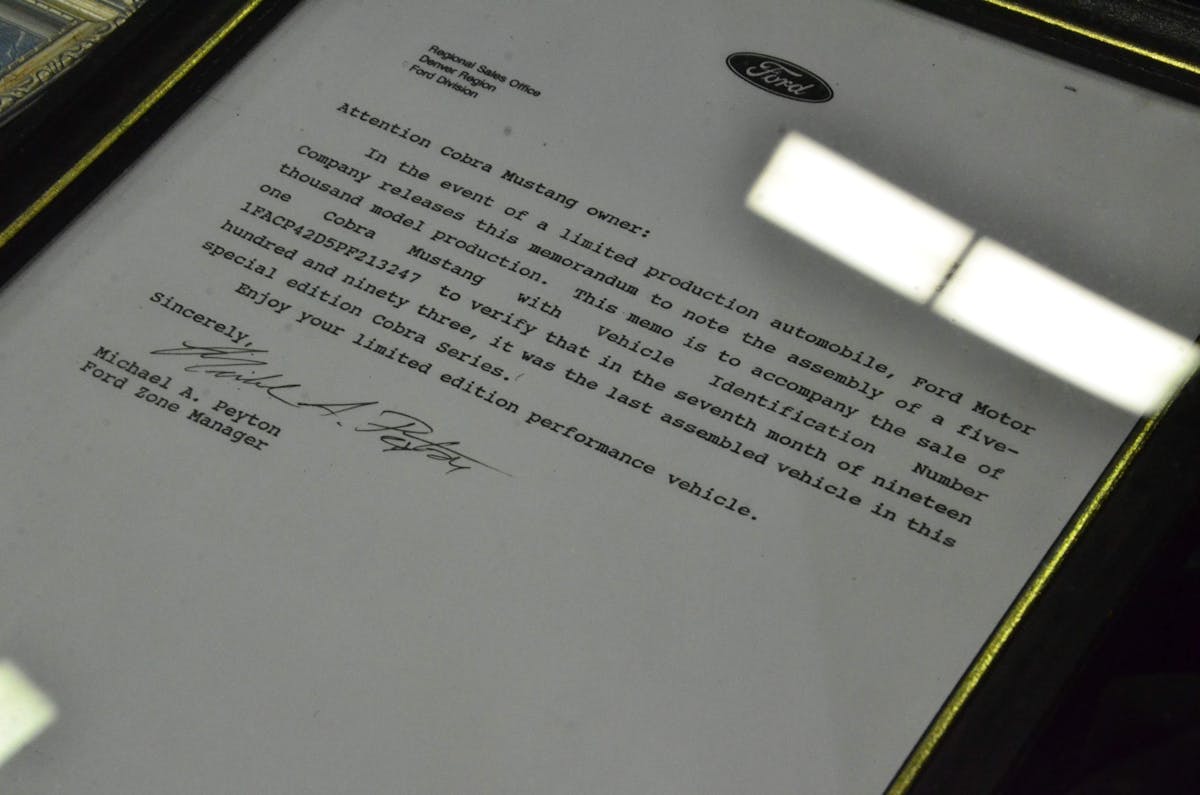 Regional Sales Office
Denver Region
Ford Division
Ford
Attention Cobra Mustang owner:
In the event of a limited production automobile, Ford Motor
Company releases this memorandum to note the assembly of a five-
thousand model production. This memo is to accompany the sale of
one Cobra Mustang with Vehicle Identification Number
1FACP42D5PF213247 to verify that in the seventh month of nineteen
hundred and ninety three, it was the last assembled vehicle in this
special edition Cobra Series.
Enjoy your limited edition performance vehicle.
Sincerely,
Michael A. Peyton
Michael A. Peyton
Ford Zone Manager